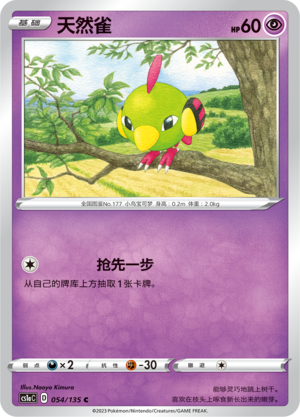 基础 天然雀 HP60
全国图鉴No.177 小鸟宝可梦 身高：0.2m 体重：2.0kg
抢先一步
从自己的牌库上方抽取1张卡牌。
弱点 ×2 抗性 -30 撤退
Illus.Naoyo Kimura
CS1aC D 054/135 C
能够灵巧地跳上树干，
喜欢在枝头上啄食新长出来的嫩芽。
©2023 Pokémon/Nintendo/Creatures/GAME FREAK.